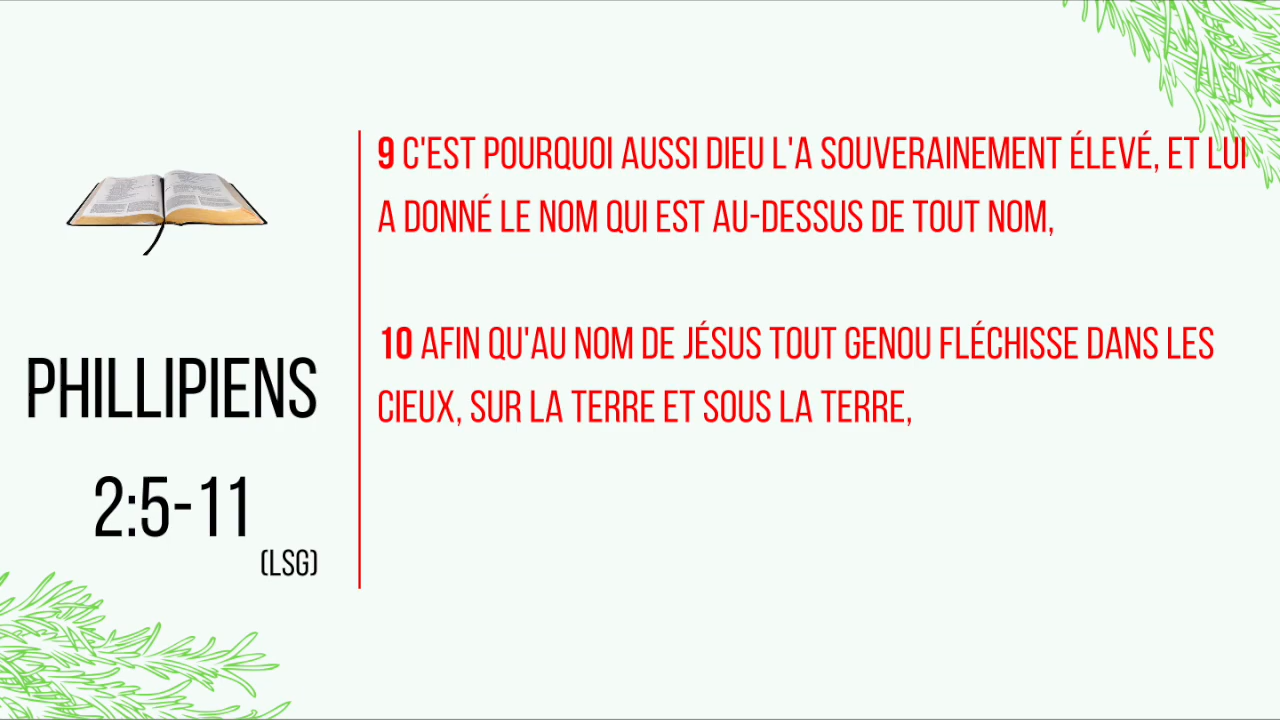 PHILLIPIENS
2:5-11
(LSG)
9 C'EST POURQUOI AUSSI DIEU L'A SOUVERAINEMENT ÉLEVÉ, ET LUI
A DONNÉ LE NOM QUI EST AU-DESSUS DE TOUT NOM,
10 AFIN QU'AU NOM DE JÉSUS TOUT GENOU FLÉCHISSE DANS LES
CIEUX, SUR LA TERRE ET SOUS LA TERRE,